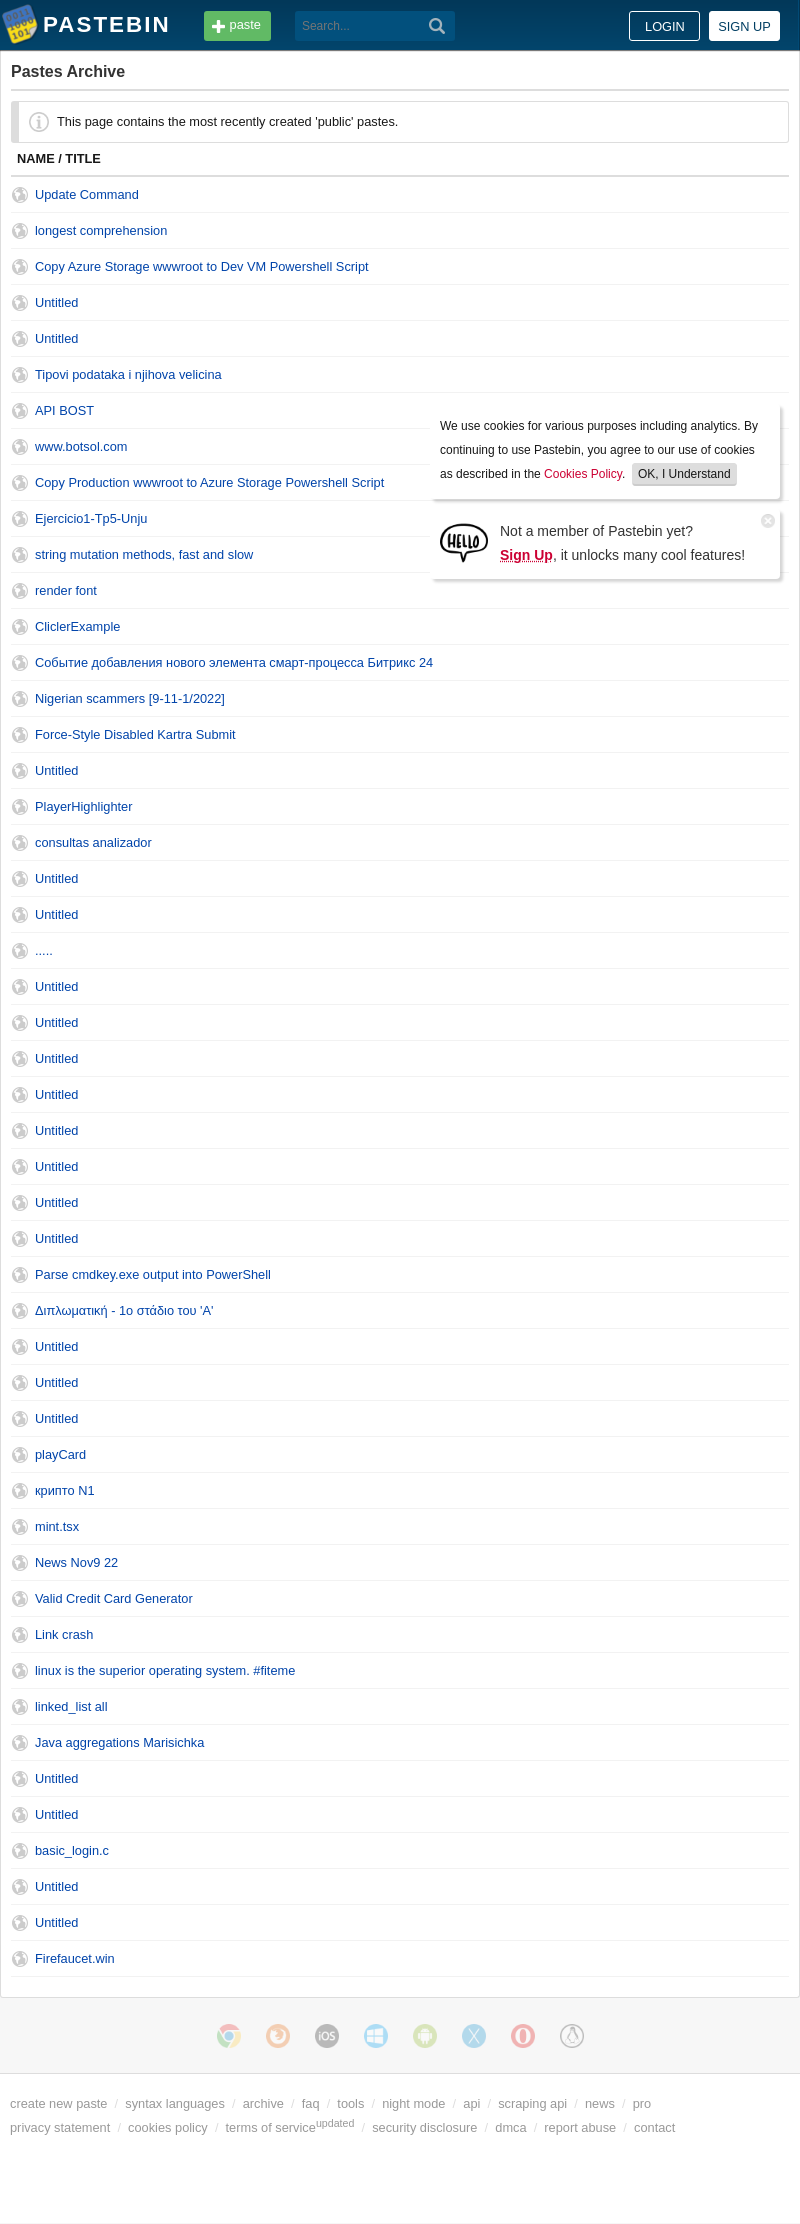 PASTEBIN
paste
Search...
LOGIN
SIGN UP
Pastes Archive
This page contains the most recently created 'public' pastes.
NAME / TITLE
Update Command
longest comprehension
Copy Azure Storage wwwroot to Dev VM Powershell Script
Untitled
Untitled
Tipovi podataka i njihova velicina
API BOST
www.botsol.com
Copy Production wwwroot to Azure Storage Powershell Script
Ejercicio1-Tp5-Unju
string mutation methods, fast and slow
render font
CliclerExample
Событие добавления нового элемента смарт-процесса Битрикс 24
Nigerian scammers [9-11-1/2022]
Force-Style Disabled Kartra Submit
Untitled
PlayerHighlighter
consultas analizador
Untitled
Untitled
.....
Untitled
Untitled
Untitled
Untitled
Untitled
Untitled
Untitled
Untitled
Parse cmdkey.exe output into PowerShell
Διπλωματική - 1ο στάδιο του 'Α'
Untitled
Untitled
Untitled
playCard
крипто N1
mint.tsx
News Nov9 22
Valid Credit Card Generator
Link crash
linux is the superior operating system. #fiteme
linked_list all
Java aggregations Marisichka
Untitled
Untitled
basic_login.c
Untitled
Untitled
Firefaucet.win
We use cookies for various purposes including analytics. By
continuing to use Pastebin, you agree to our use of cookies
as described in the Cookies Policy. OK, I Understand
HELLO
Not a member of Pastebin yet?
Sign Up, it unlocks many cool features!
iOS
create new paste / syntax languages / archive / faq / tools / night mode / api / scraping api / news / pro
privacy statement / cookies policy / terms of service updated / security disclosure / dmca / report abuse / contact